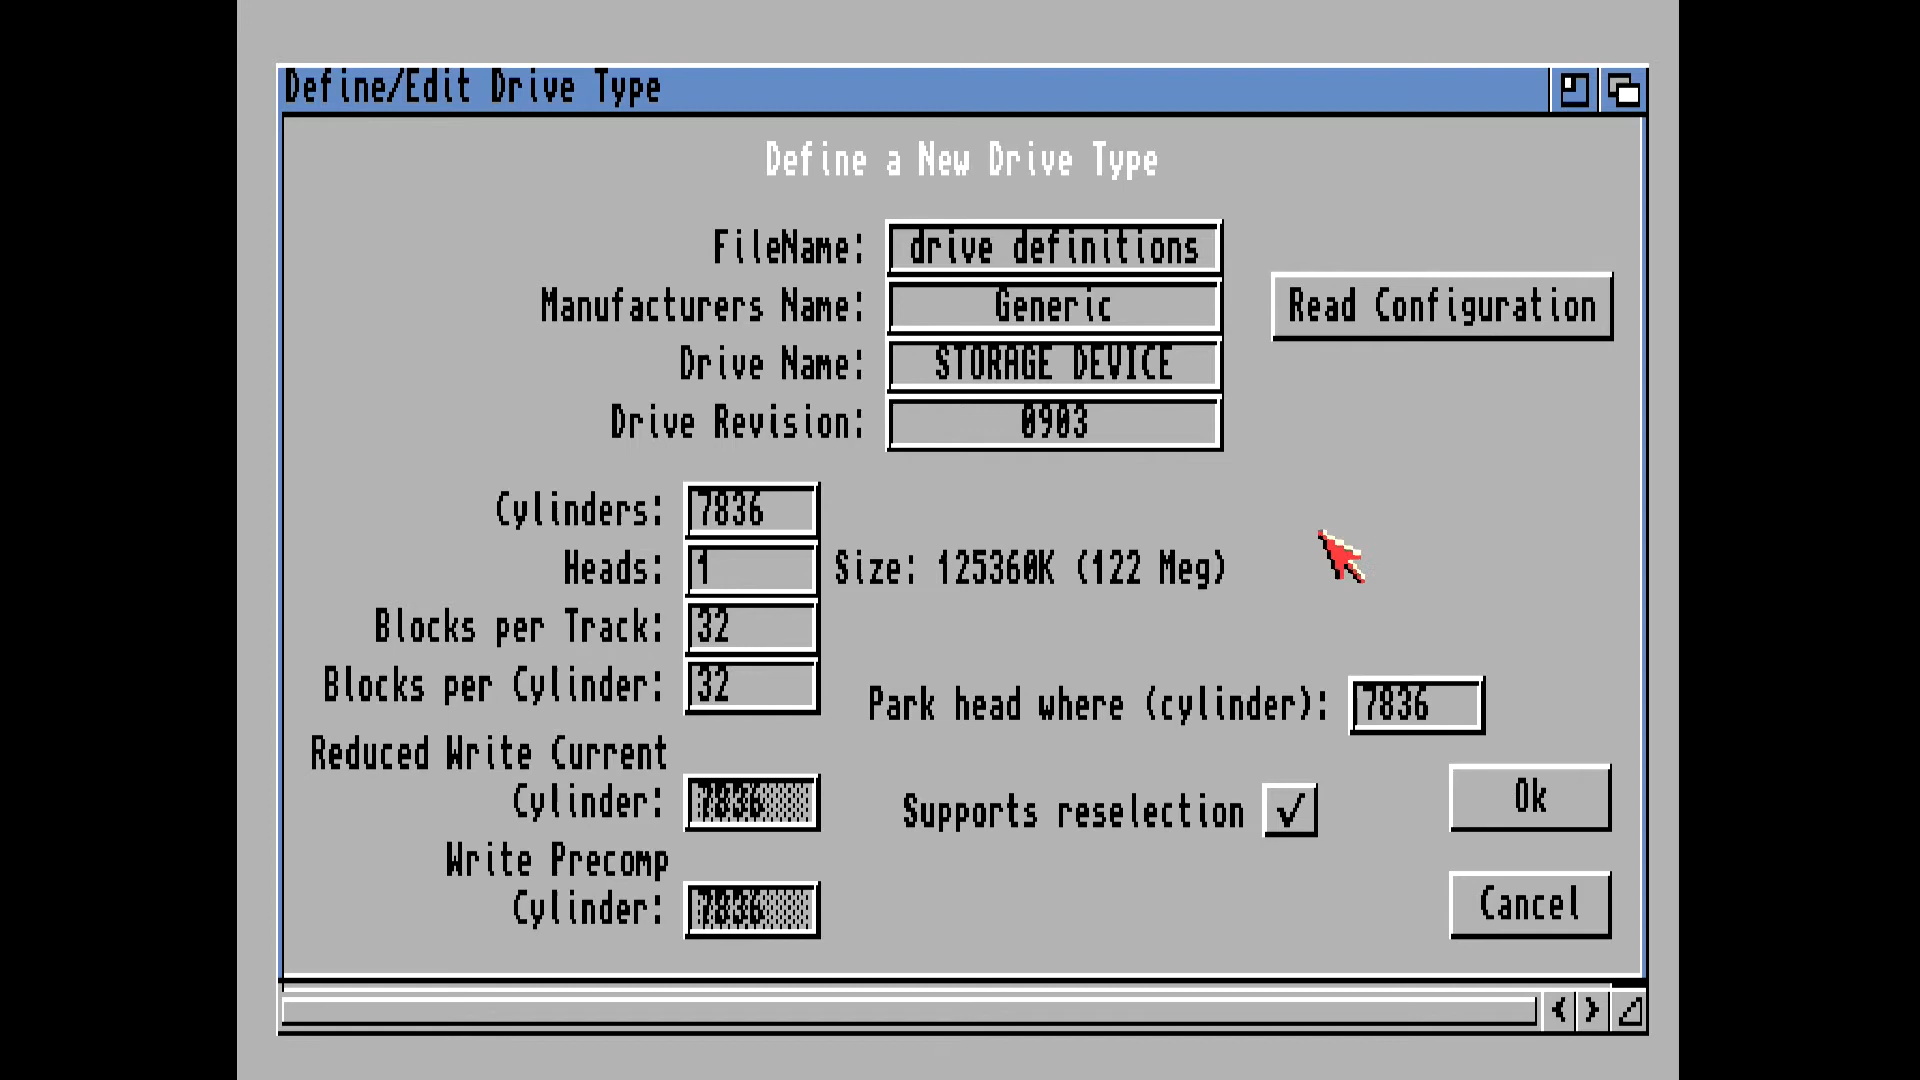 Define/Edit Drive Type
Define a New Drive Type
FileName: drive definitions
Manufacturers Name: Generic
Read Configuration
Drive Name: STORAGE DEVICE
Drive Revision: 0903
Cylinders: 7836
Heads: 1 Size: 125360K (122 Meg)
Blocks per Track: 32
Blocks per Cylinder: 32
Park head where (cylinder): 7836
Reduced Write Current
Cylinder: 7836
Supports reselection
Ok
Write Precomp
Cylinder: 7836
Cancel